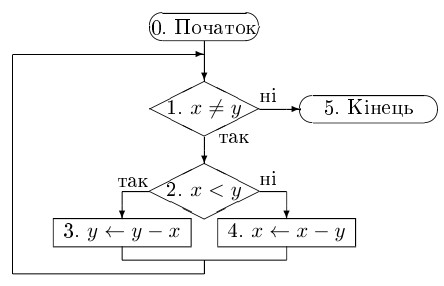 0. Початок
1. x ≠ y
ні
5. Кінець
так
2. x < y
так
ні
3. y ← y − x
4. x ← x − y